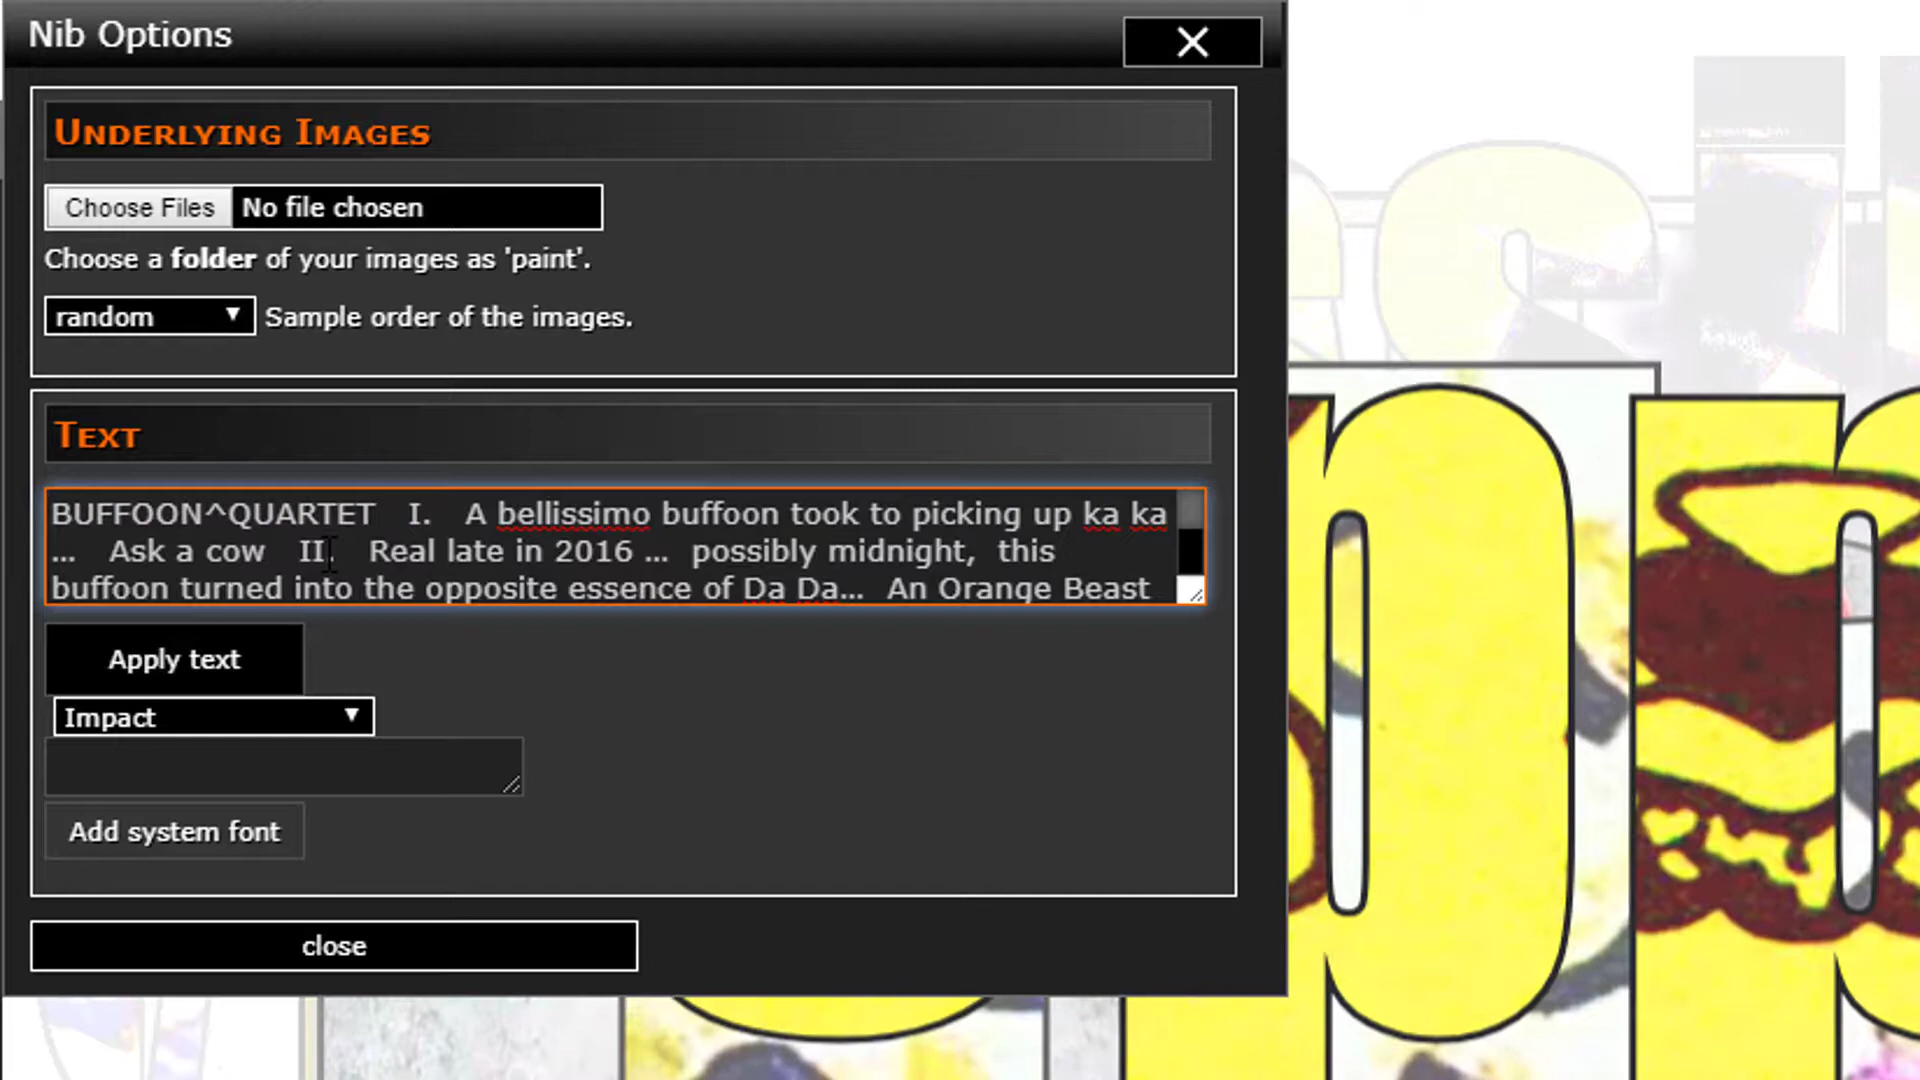 Nib Options
Underlying Images
Choose Files No file chosen
Choose a folder of your images as 'paint'.
random Sample order of the images.
Text
BUFFOON^QUARTET I. A bellissimo buffoon took to picking up ka ka
... Ask a cow II. Real late in 2016 ... possibly midnight, this
buffoon turned into the opposite essence of Da Da... An Orange Beast
Apply text
Impact
Add system font
close